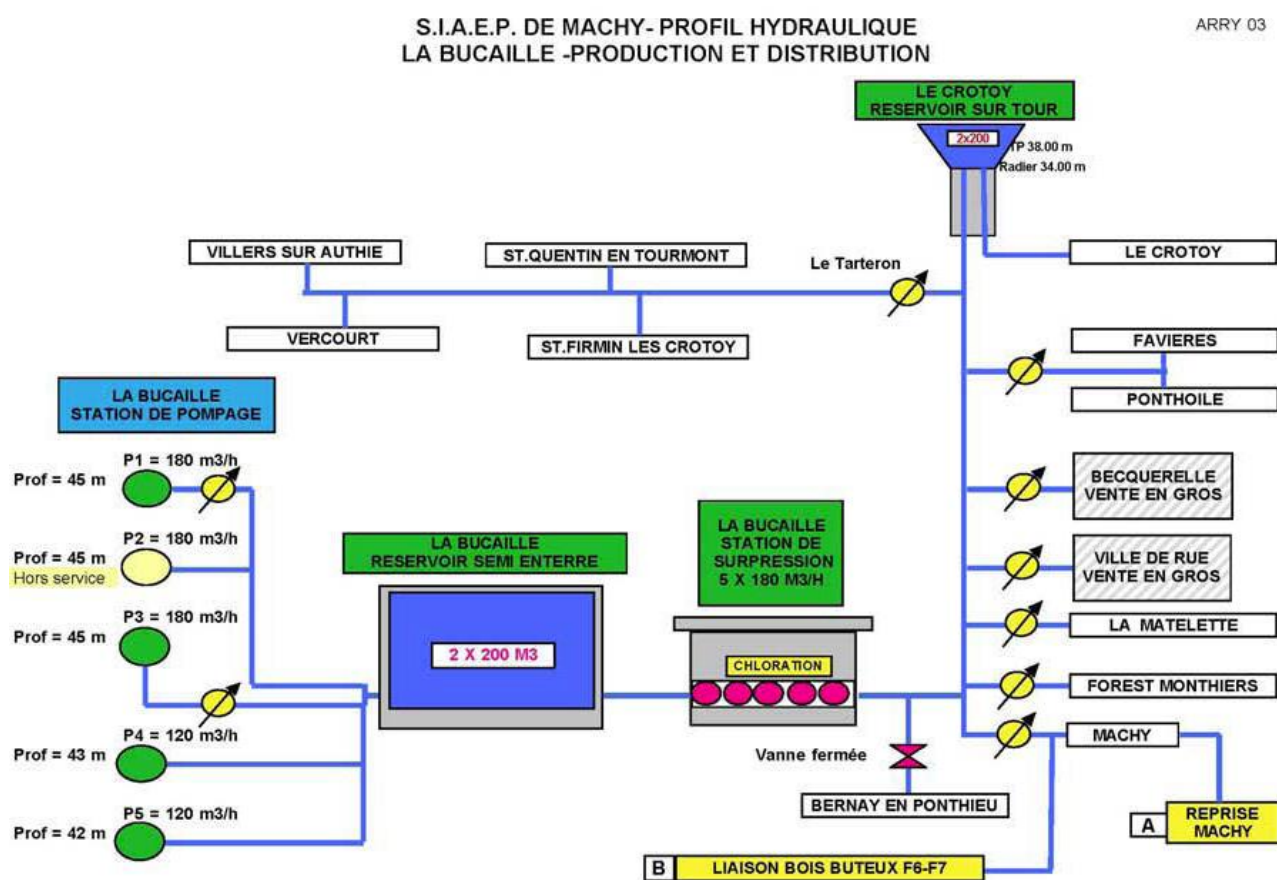 S.I.A.E.P. DE MACHY- PROFIL HYDRAULIQUE
LA BUCAILLE -PRODUCTION ET DISTRIBUTION
ARRY 03
LE CROTOY
RESERVOIR SUR TOUR
2x200
TP 38.00 m
Radier 34.00 m
VILLERS SUR AUTHIE
ST.QUENTIN EN TOURMONT
Le Tarteron
LE CROTOY
VERCOURT
ST.FIRMIN LES CROTOY
FAVIERES
PONTHOILE
LA BUCAILLE
STATION DE POMPAGE
P1 = 180 m3/h
Prof = 45 m
P2 = 180 m3/h
Prof = 45 m
Hors service
P3 = 180 m3/h
Prof = 45 m
P4 = 120 m3/h
Prof = 43 m
P5 = 120 m3/h
Prof = 42 m
LA BUCAILLE
RESERVOIR SEMI ENTERRE
2 X 200 M3
LA BUCAILLE
STATION DE
SURPRESSION
5 X 180 M3/H
CHLORATION
BECQUERELLE
VENTE EN GROS
VILLE DE RUE
VENTE EN GROS
LA MATELETTE
FOREST MONTHIERS
MACHY
Vanne fermée
BERNAY EN PONTHIEU
A
REPRISE
MACHY
B
LIAISON BOIS BUTEUX F6-F7